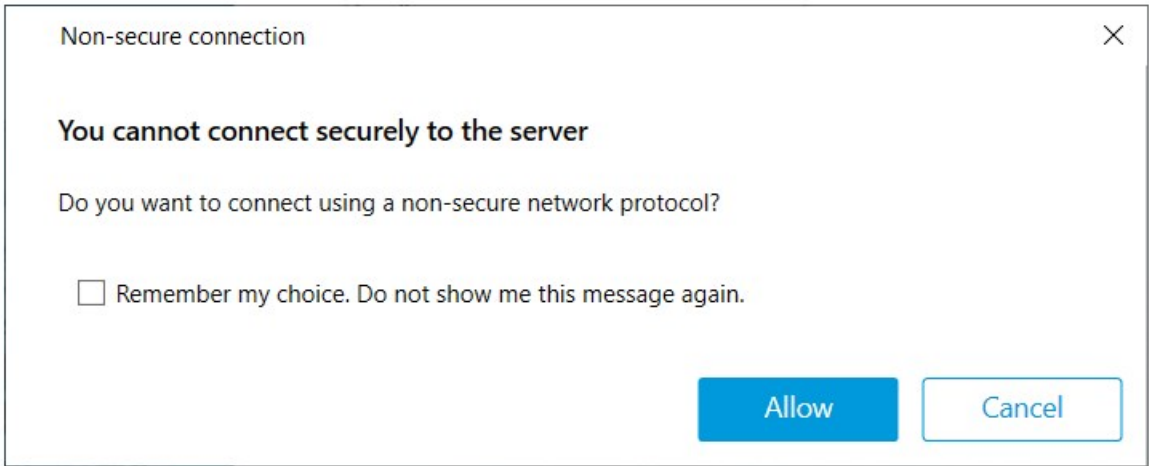 Non-secure connection
You cannot connect securely to the server
Do you want to connect using a non-secure network protocol?
Remember my choice. Do not show me this message again.
Allow
Cancel